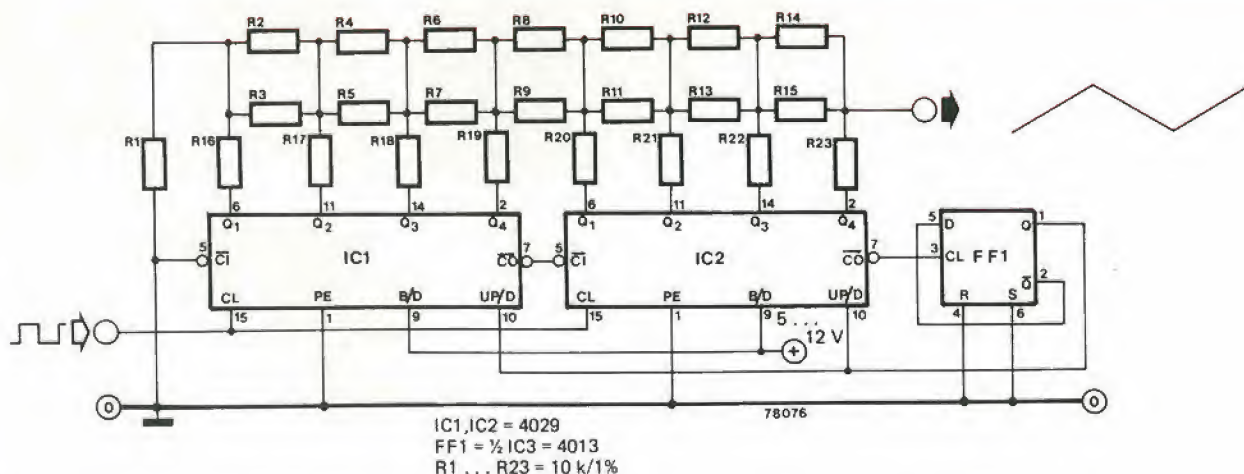 R2 R4 R6 R8 R10 R12 R14
R3 R5 R7 R9 R11 R13 R15
R1 R16 R17 R18 R19 R20 R21 R22 R23
6 11 14 2 6 11 14 2
Q1 Q2 Q3 Q4 Q1 Q2 Q3 Q4
5 D Q 1
5 CI IC1 CO 7 5 CI IC2 CO 7 3 CL FF1
Q 2
CL PE B/D UP/D CL PE B/D UP/D R S
15 1 9 10 15 1 9 10 4 6
5 ...
12 V
+
0 0
78076
IC1,IC2 = 4029
FF1 = ½ IC3 = 4013
R1 ... R23 = 10 k/1%